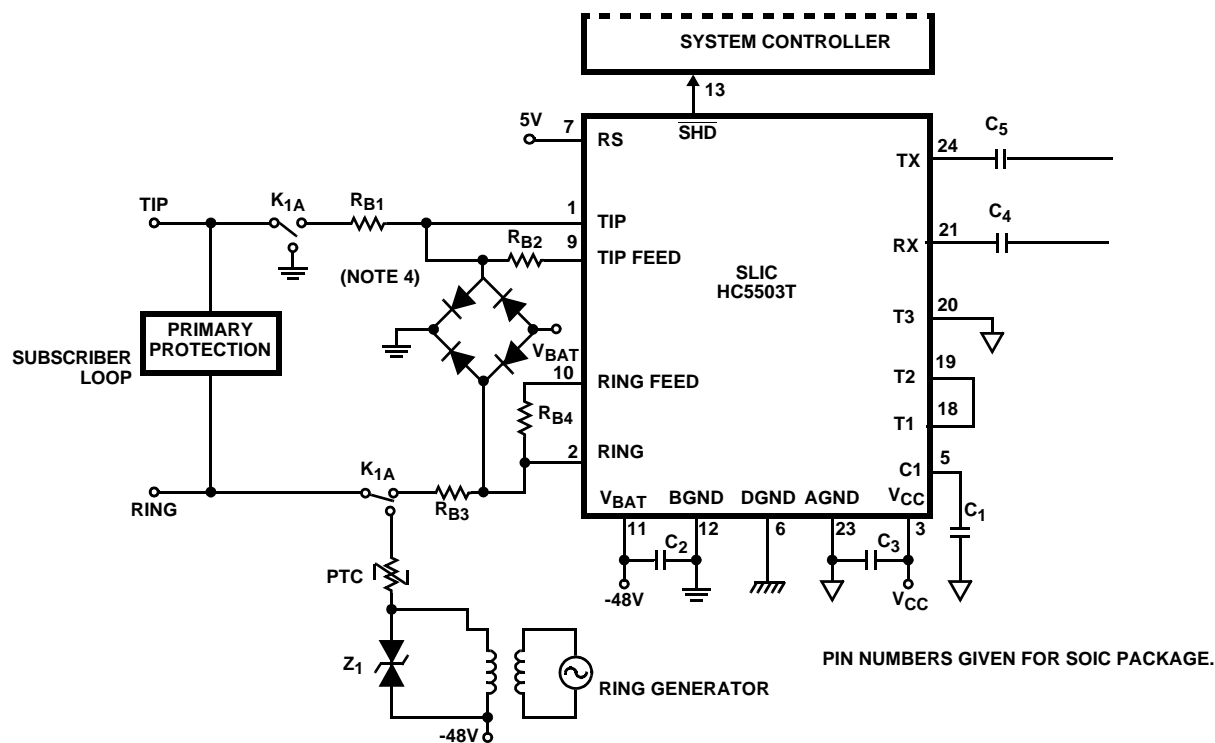 SYSTEM CONTROLLER
13
5V
7
RS
SHD
24
C5
TX
TIP
K1A
RB1
1
TIP
RB2
9
TIP FEED
21
C4
RX
(NOTE 4)
SLIC
HC5503T
PRIMARY
PROTECTION
SUBSCRIBER
LOOP
VBAT
10
RING FEED
RB4
2
RING
T3
20
T2
19
T1
18
C1
5
C1
RING
K1A
RB3
VBAT
BGND
DGND
AGND
VCC
11
C2
12
6
23
C3
3
-48V
VCC
PTC
Z1
RING GENERATOR
-48V
PIN NUMBERS GIVEN FOR SOIC PACKAGE.